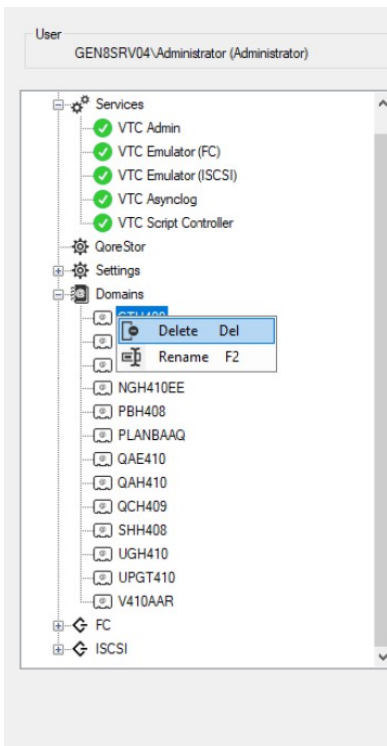 User
GEN8SRV04\Administrator (Administrator)
Services
VTC Admin
VTC Emulator (FC)
VTC Emulator (ISCSI)
VTC Asynclog
VTC Script Controller
QoreStor
Settings
Domains
Delete Del
Rename F2
NGH410EE
PBH408
PLANBAAQ
QAE410
QAH410
QCH409
SHH408
UGH410
UPGT410
V410AAR
FC
ISCSI